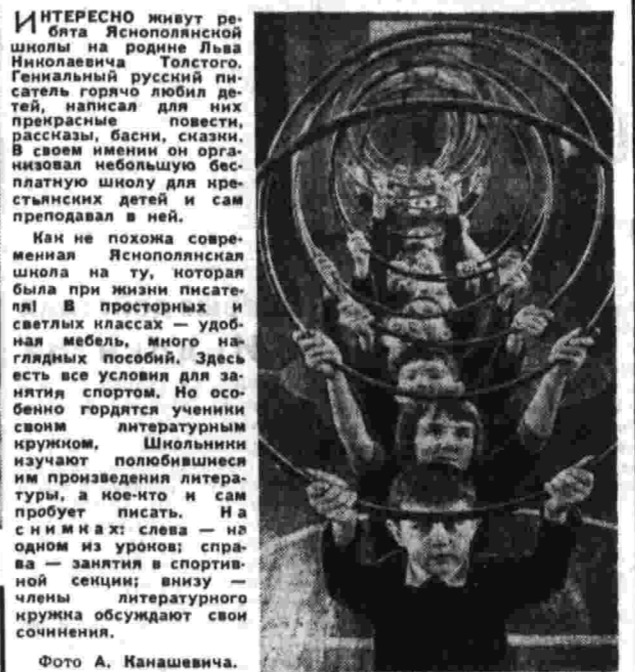 ИНТЕРЕСНО живут ре-
бята Яснополянской
школы на родине Льва
Николаевича Толстого.
Гениальный русский пи-
сатель горячо любил де-
тей, написал для них
прекрасные повести,
рассказы, басни, сказки.
В своем имении он орга-
низовал небольшую бес-
платную школу для кре-
стьянских детей и сам
преподавал в ней.
Как не похожа совре-
менная Яснополянская
школа на ту, которая
была при жизни писате-
ля! В просторных и
светлых классах — удоб-
ная мебель, много на-
глядных пособий. Здесь
есть все условия для за-
нятия спортом. Но осо-
бенно гордятся ученики
своим литературным
кружком. Школьники
изучают полюбившиеся
им произведения литера-
туры, а кое-кто и сам
пробует писать. На
снимках: слева — на
одном из уроков; спра-
ва — занятия в спортив-
ной секции; внизу —
члены литературного
кружка обсуждают свои
сочинения.
Фото А. Канашевича.